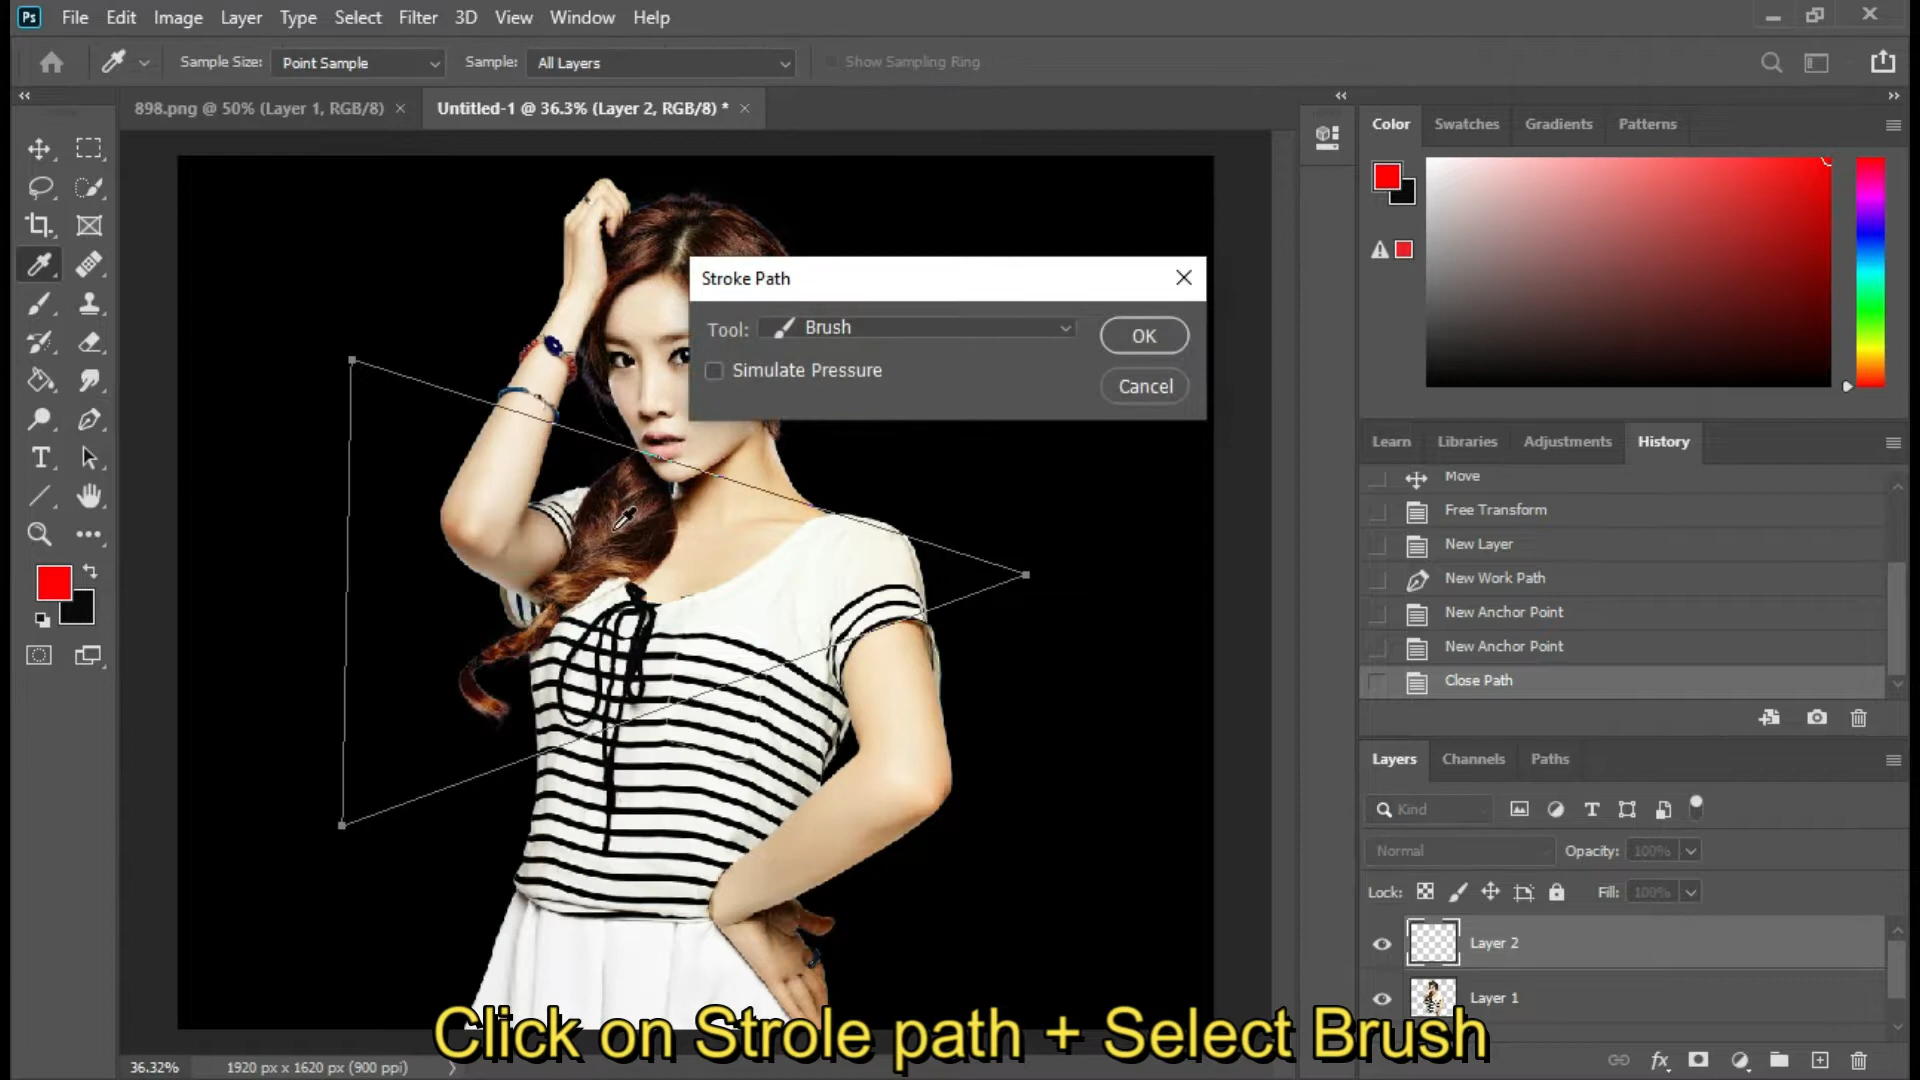 Ps File Edit Image Layer Type Select Filter 3D View Window Help
Sample Size: Point Sample Sample: All Layers Show Sampling Ring
898.png @ 50% (Layer 1, RGB/8) × Untitled-1 @ 36.3% (Layer 2, RGB/8) * ×
Color Swatches Gradients Patterns
Stroke Path
Tool: Brush
OK
Simulate Pressure
Cancel
Learn Libraries Adjustments History
Move
Free Transform
New Layer
New Work Path
New Anchor Point
New Anchor Point
Close Path
Layers Channels Paths
Kind
Normal Opacity: 100%
Lock: Fill: 100%
Layer 2
Layer 1
Click on Strole path + Select Brush
36.32% 1920 px x 1620 px (900 ppi)